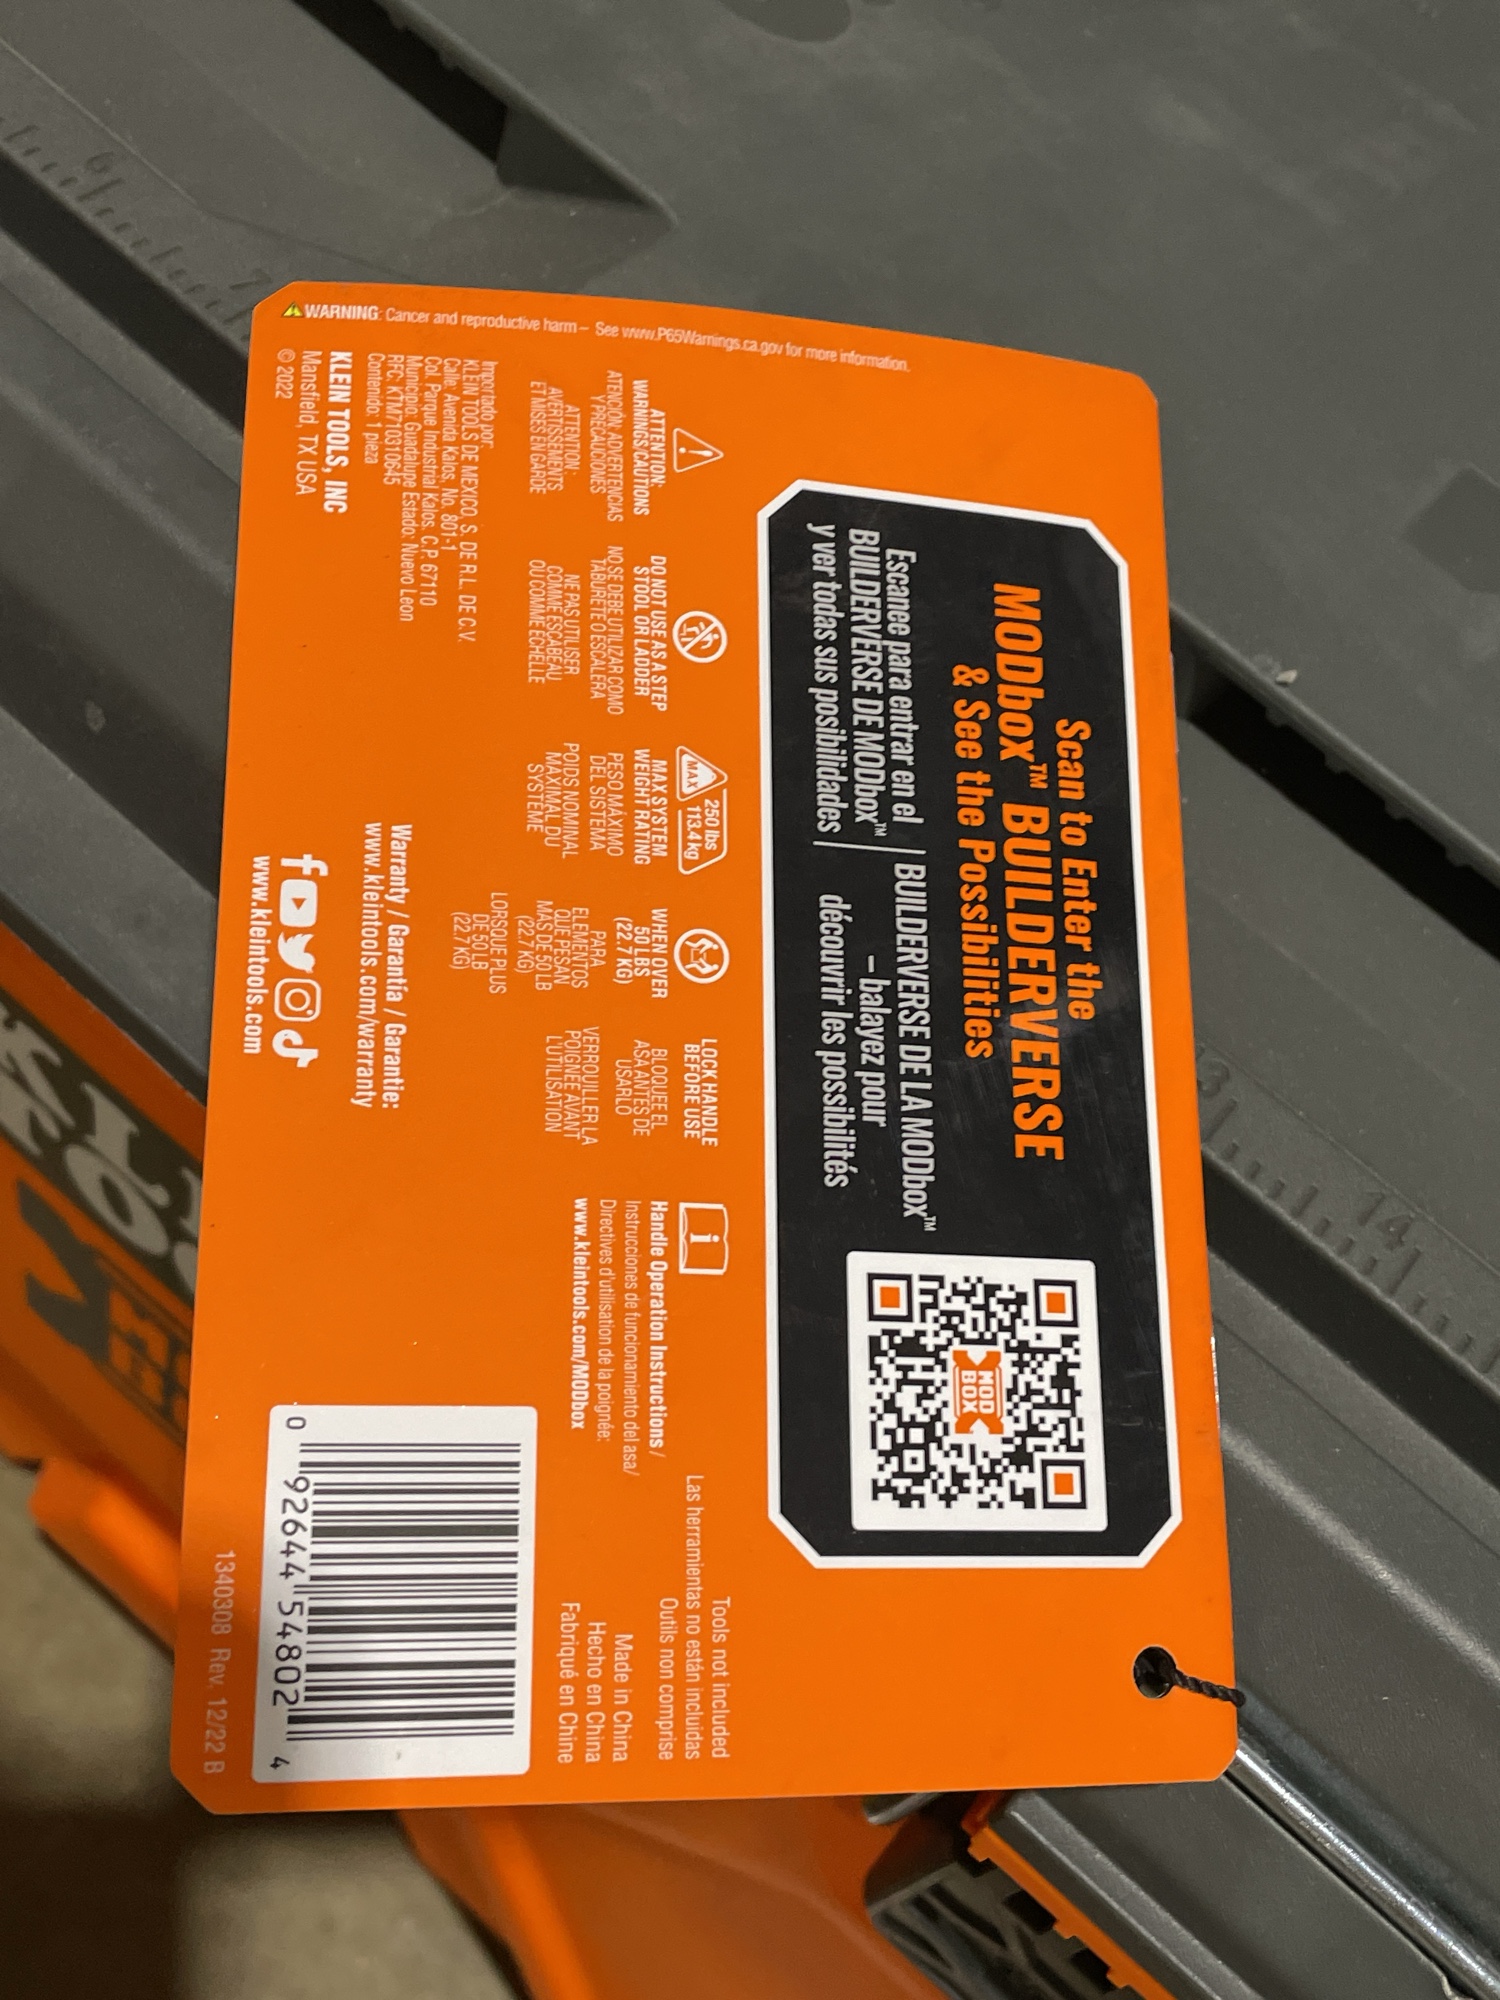 Scan to Enter the
MODbox™ BUILDERVERSE
& See the Possibilities
Escanee para entrar en el
BUILDERVERSE DE MODbox™
y ver todas sus posibilidades
BUILDERVERSE DE LA MODbox™
– balayez pour
découvrir les possibilités
MOD
BOX
WARNING: Cancer and reproductive harm – See www.P65Warnings.ca.gov for more information.
ATTENTION:
WARNINGS/CAUTIONS
ATENCIÓN: ADVERTENCIAS
Y PRECAUCIONES
ATTENTION :
AVERTISSEMENTS
ET MISES EN GARDE
DO NOT USE AS A STEP
STOOL OR LADDER
NO SE DEBE UTILIZAR COMO
TABURETE O ESCALERA
NE PAS UTILISER
COMME ESCABEAU
OU COMME ÉCHELLE
MAX
250 lbs
113.4 kg
MAX SYSTEM
WEIGHT RATING
PESO MÁXIMO
DEL SISTEMA
POIDS NOMINAL
MAXIMAL DU
SYSTÈME
WHEN OVER
50 LBS
(22.7 KG)
PARA
ELEMENTOS
QUE PESAN
MÁS DE 50 LB
(22.7 KG)
LORSQUE PLUS
DE 50 LB
(22.7 KG)
LOCK HANDLE
BEFORE USE
BLOQUEE EL
ASA ANTES DE
USARLO
VERROUILLER LA
POIGNÉE AVANT
L'UTILISATION
i
Handle Operation Instructions /
Instrucciones de funcionamiento del asa/
Directives d'utilisation de la poignée:
www.kleintools.com/MODbox
Tools not included
Las herramientas no están incluidas
Outils non comprise
Made in China
Hecho en China
Fabriqué en Chine
Importado por:
KLEIN TOOLS DE MEXICO, S. DE R.L. DE C.V.
Calle: Avenida Kalos, No. 801-1
Col. Parque Industrial Kalos. C.P. 67110
Municipio: Guadalupe Estado: Nuevo Leon
RFC: KTM710310645
Contenido: 1 pieza
KLEIN TOOLS, INC
Mansfield, TX USA
© 2022
Warranty / Garantía / Garantie:
www.kleintools.com/warranty
www.kleintools.com
0 92644 54802 4
1340308 Rev. 12/22 B
6
7
13
14